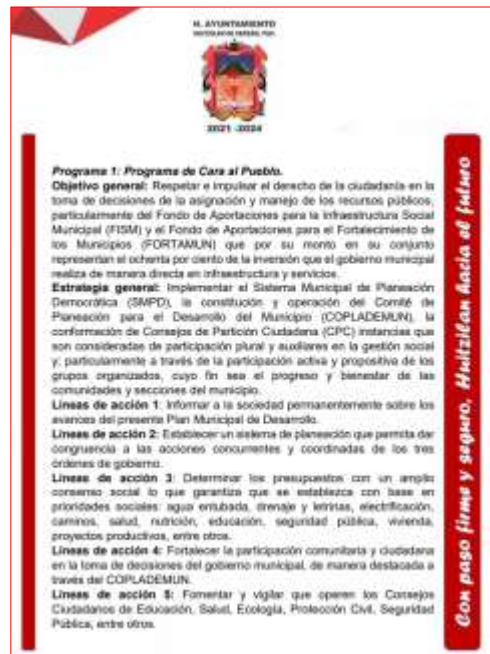 H. AYUNTAMIENTO
HUITZILAN DE SERDÁN, PUE.
2021 -2024
Programa 1: Programa de Cara al Pueblo.
Objetivo general: Respetar e impulsar el derecho de la ciudadanía en la
toma de decisiones de la asignación y manejo de los recursos públicos,
particularmente del Fondo de Aportaciones para la Infraestructura Social
Municipal (FISM) y el Fondo de Aportaciones para el Fortalecimiento de
los Municipios (FORTAMUN) que por su monto en su conjunto
representan el ochenta por ciento de la inversión que el gobierno municipal
realiza de manera directa en infraestructura y servicios.
Estrategia general: Implementar el Sistema Municipal de Planeación
Democrática (SMPD), la constitución y operación del Comité de
Planeación para el Desarrollo del Municipio (COPLADEMUN), la
conformación de Consejos de Partición Ciudadana (CPC) instancias que
son consideradas de participación plural y auxiliares en la gestión social
y; particularmente a través de la participación activa y propositiva de los
grupos organizados, cuyo fin sea el progreso y bienestar de las
comunidades y secciones del municipio.
Líneas de acción 1: Informar a la sociedad permanentemente sobre los
avances del presente Plan Municipal de Desarrollo.
Líneas de acción 2: Establecer un sistema de planeación que permita dar
congruencia a las acciones concurrentes y coordinadas de los tres
órdenes de gobierno.
Líneas de acción 3: Determinar los presupuestos con un amplio
consenso social lo que garantiza que se establezca con base en
prioridades sociales: agua entubada, drenaje y letrinas, electrificación,
caminos, salud, nutrición, educación, seguridad pública, vivienda,
proyectos productivos, entre otros.
Líneas de acción 4: Fortalecer la participación comunitaria y ciudadana
en la toma de decisiones del gobierno municipal, de manera destacada a
través del COPLADEMUN.
Líneas de acción 5: Fomentar y vigilar que operen los Consejos
Ciudadanos de Educación, Salud, Ecología, Protección Civil, Seguridad
Pública, entre otros.
Con paso firme y seguro, Huitzilan hacia el futuro